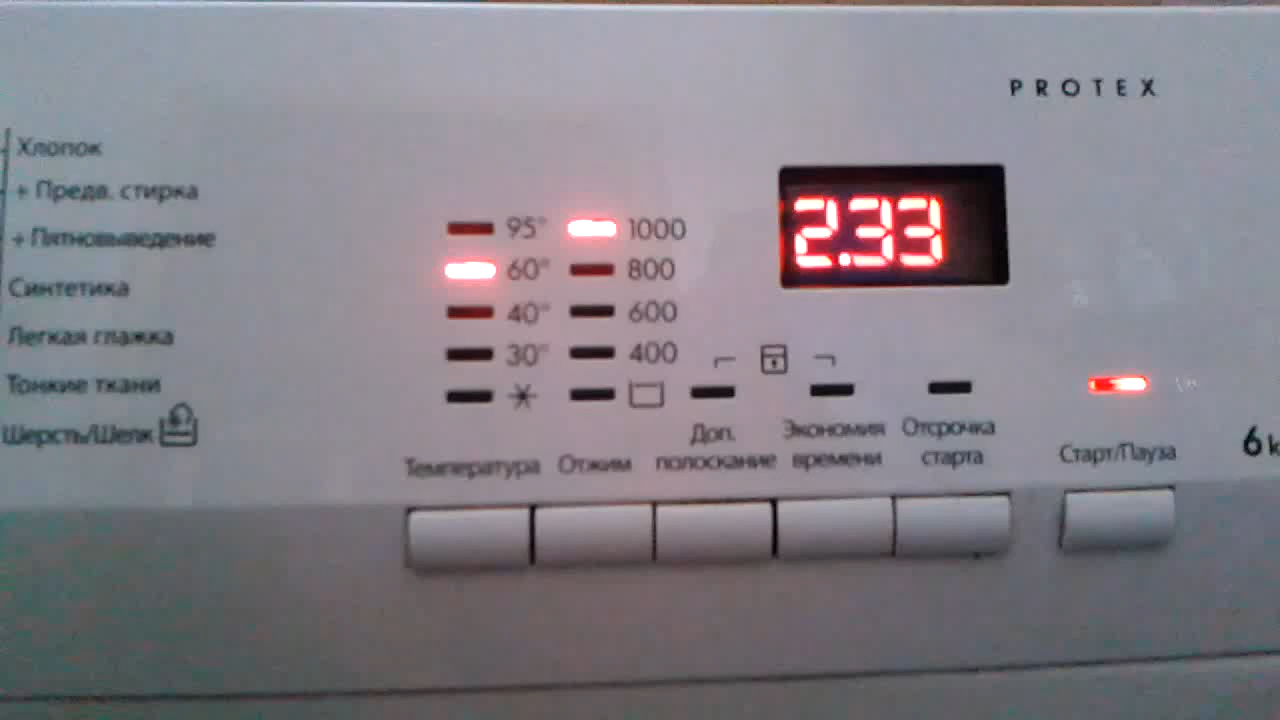 PROTEX
Хлопок
+ Предв. стирка
+ Пятновыведение
Синтетика
Легкая глажка
Тонкие ткани
Шерсть/Шелк
95°
60°
40°
30°
1000
800
600
400
2.33
Температура
Отжим
Доп.
полоскание
Экономия
времени
Отсрочка
старта
Старт/Пауза
6k